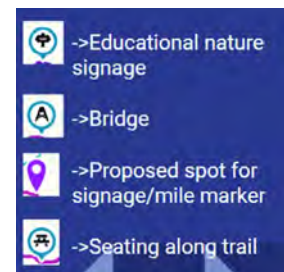 ->Educational nature
signage
A ->Bridge
->Proposed spot for
signage/mile marker
->Seating along trail